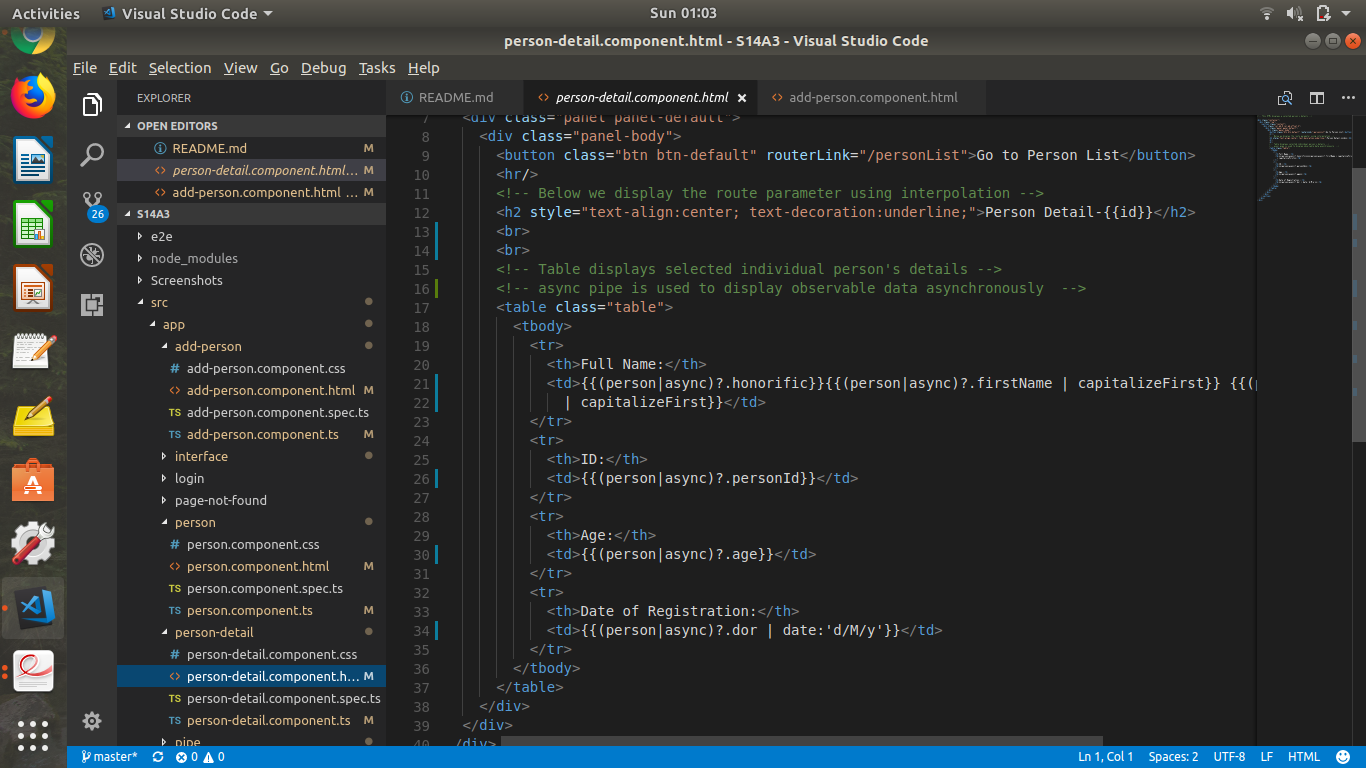 Activities Visual Studio Code Sun 01:03
person-detail.component.html - S14A3 - Visual Studio Code
File Edit Selection View Go Debug Tasks Help
EXPLORER
OPEN EDITORS
README.md M
person-detail.component.html... M
add-person.component.html ... M
S14A3
e2e
node_modules
Screenshots
src
app
add-person
add-person.component.css
add-person.component.html M
TS add-person.component.spec.ts
TS add-person.component.ts M
interface
login
page-not-found
person
person.component.css
person.component.html M
TS person.component.spec.ts
TS person.component.ts M
person-detail
person-detail.component.css
person-detail.component.h... M
TS person-detail.component.spec.ts
TS person-detail.component.ts M
pipe
26
README.md person-detail.component.html × add-person.component.html
7 <div class="panel panel-default">
8 <div class="panel-body">
9 <button class="btn btn-default" routerLink="/personList">Go to Person List</button>
10 <hr/>
11 <!-- Below we display the route parameter using interpolation -->
12 <h2 style="text-align:center; text-decoration:underline;">Person Detail-{{id}}</h2>
13 <br>
14 <br>
15 <!-- Table displays selected individual person's details -->
16 <!-- async pipe is used to display observable data asynchronously  -->
17 <table class="table">
18 <tbody>
19 <tr>
20 <th>Full Name:</th>
21 <td>{{(person|async)?.honorific}}{{(person|async)?.firstName | capitalizeFirst}} {{(p
22 | capitalizeFirst}}</td>
23 </tr>
24 <tr>
25 <th>ID:</th>
26 <td>{{(person|async)?.personId}}</td>
27 </tr>
28 <tr>
29 <th>Age:</th>
30 <td>{{(person|async)?.age}}</td>
31 </tr>
32 <tr>
33 <th>Date of Registration:</th>
34 <td>{{(person|async)?.dor | date:'d/M/y'}}</td>
35 </tr>
36 </tbody>
37 </table>
38 </div>
39 </div>
40 /div>
master* 0 0 Ln 1, Col 1 Spaces: 2 UTF-8 LF HTML